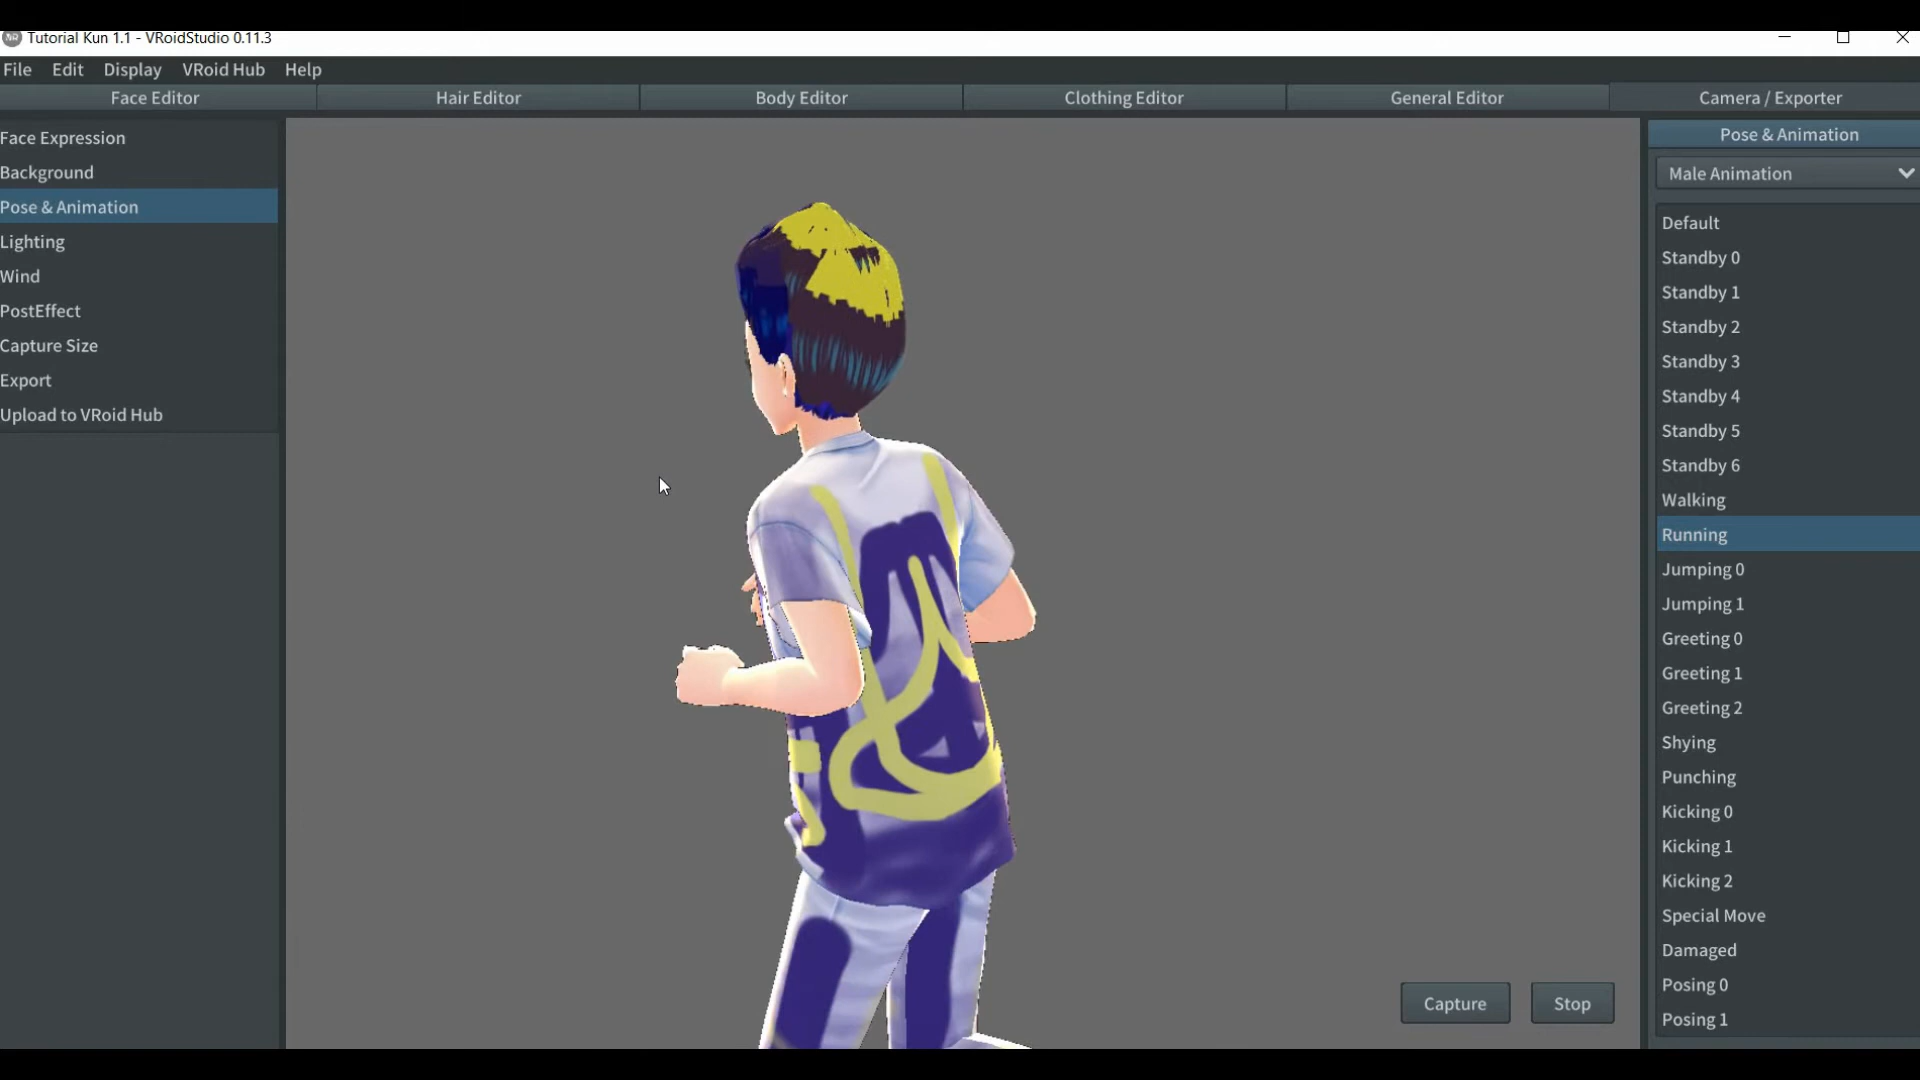 Tutorial Kun 1.1 - VRoidStudio 0.11.3
File Edit Display VRoid Hub Help
Face Editor Hair Editor Body Editor Clothing Editor General Editor Camera / Exporter
Face Expression
Background
Pose & Animation
Lighting
Wind
PostEffect
Capture Size
Export
Upload to VRoid Hub
Pose & Animation
Male Animation
Default
Standby 0
Standby 1
Standby 2
Standby 3
Standby 4
Standby 5
Standby 6
Walking
Running
Jumping 0
Jumping 1
Greeting 0
Greeting 1
Greeting 2
Shying
Punching
Kicking 0
Kicking 1
Kicking 2
Special Move
Damaged
Posing 0
Posing 1
Capture Stop